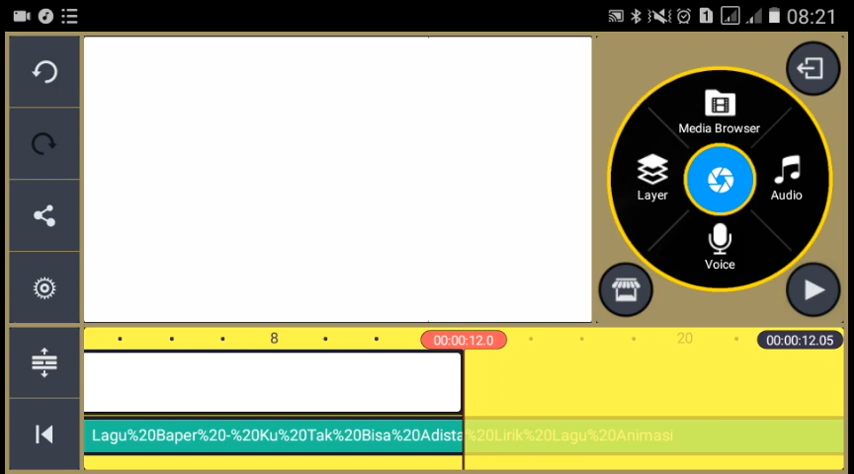 08:21
Media Browser
Layer
Audio
Voice
8
00:00:12.0
20
00:00:12.05
Lagu%20Baper%20-%20Ku%20Tak%20Bisa%20Adista%20Lirik%20Lagu%20Animasi